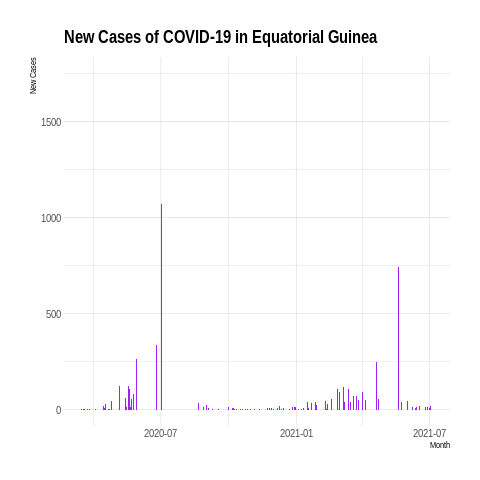 New Cases of COVID-19 in Equatorial Guinea
New Cases
1500
1000
500
0
2020-07
2021-01
2021-07
Month